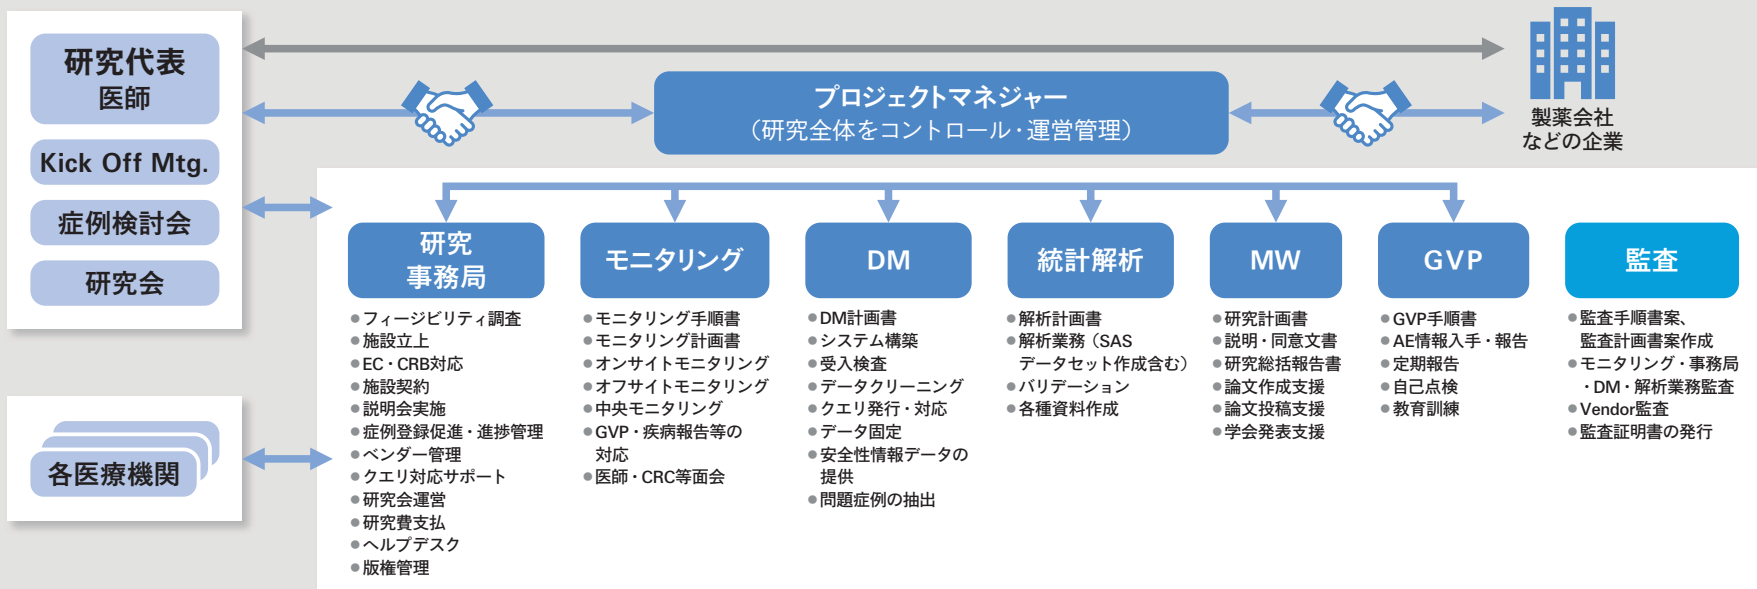 研究代表
医師
Kick Off Mtg.
症例検討会
研究会
各医療機関
プロジェクトマネジャー
（研究全体をコントロール・運営管理）
製薬会社
などの企業
研究
事務局
●フィージビリティ調査
●施設立上
●EC・CRB対応
●施設契約
●説明会実施
●症例登録促進・進捗管理
●ベンダー管理
●クエリ対応サポート
●研究会運営
●研究費支払
●ヘルプデスク
●版権管理
モニタリング
●モニタリング手順書
●モニタリング計画書
●オンサイトモニタリング
●オフサイトモニタリング
●中央モニタリング
●GVP・疾病報告等の
対応
●医師・CRC等面会
DM
●DM計画書
●システム構築
●受入検査
●データクリーニング
●クエリ発行・対応
●データ固定
●安全性情報データの
提供
●問題症例の抽出
統計解析
●解析計画書
●解析業務（SAS
データセット作成含む）
●バリデーション
●各種資料作成
MW
●研究計画書
●説明・同意文書
●研究総括報告書
●論文作成支援
●論文投稿支援
●学会発表支援
GVP
●GVP手順書
●AE情報入手・報告
●定期報告
●自己点検
●教育訓練
監査
●監査手順書案、
監査計画書案作成
●モニタリング・事務局
・DM・解析業務監査
●Vendor監査
●監査証明書の発行